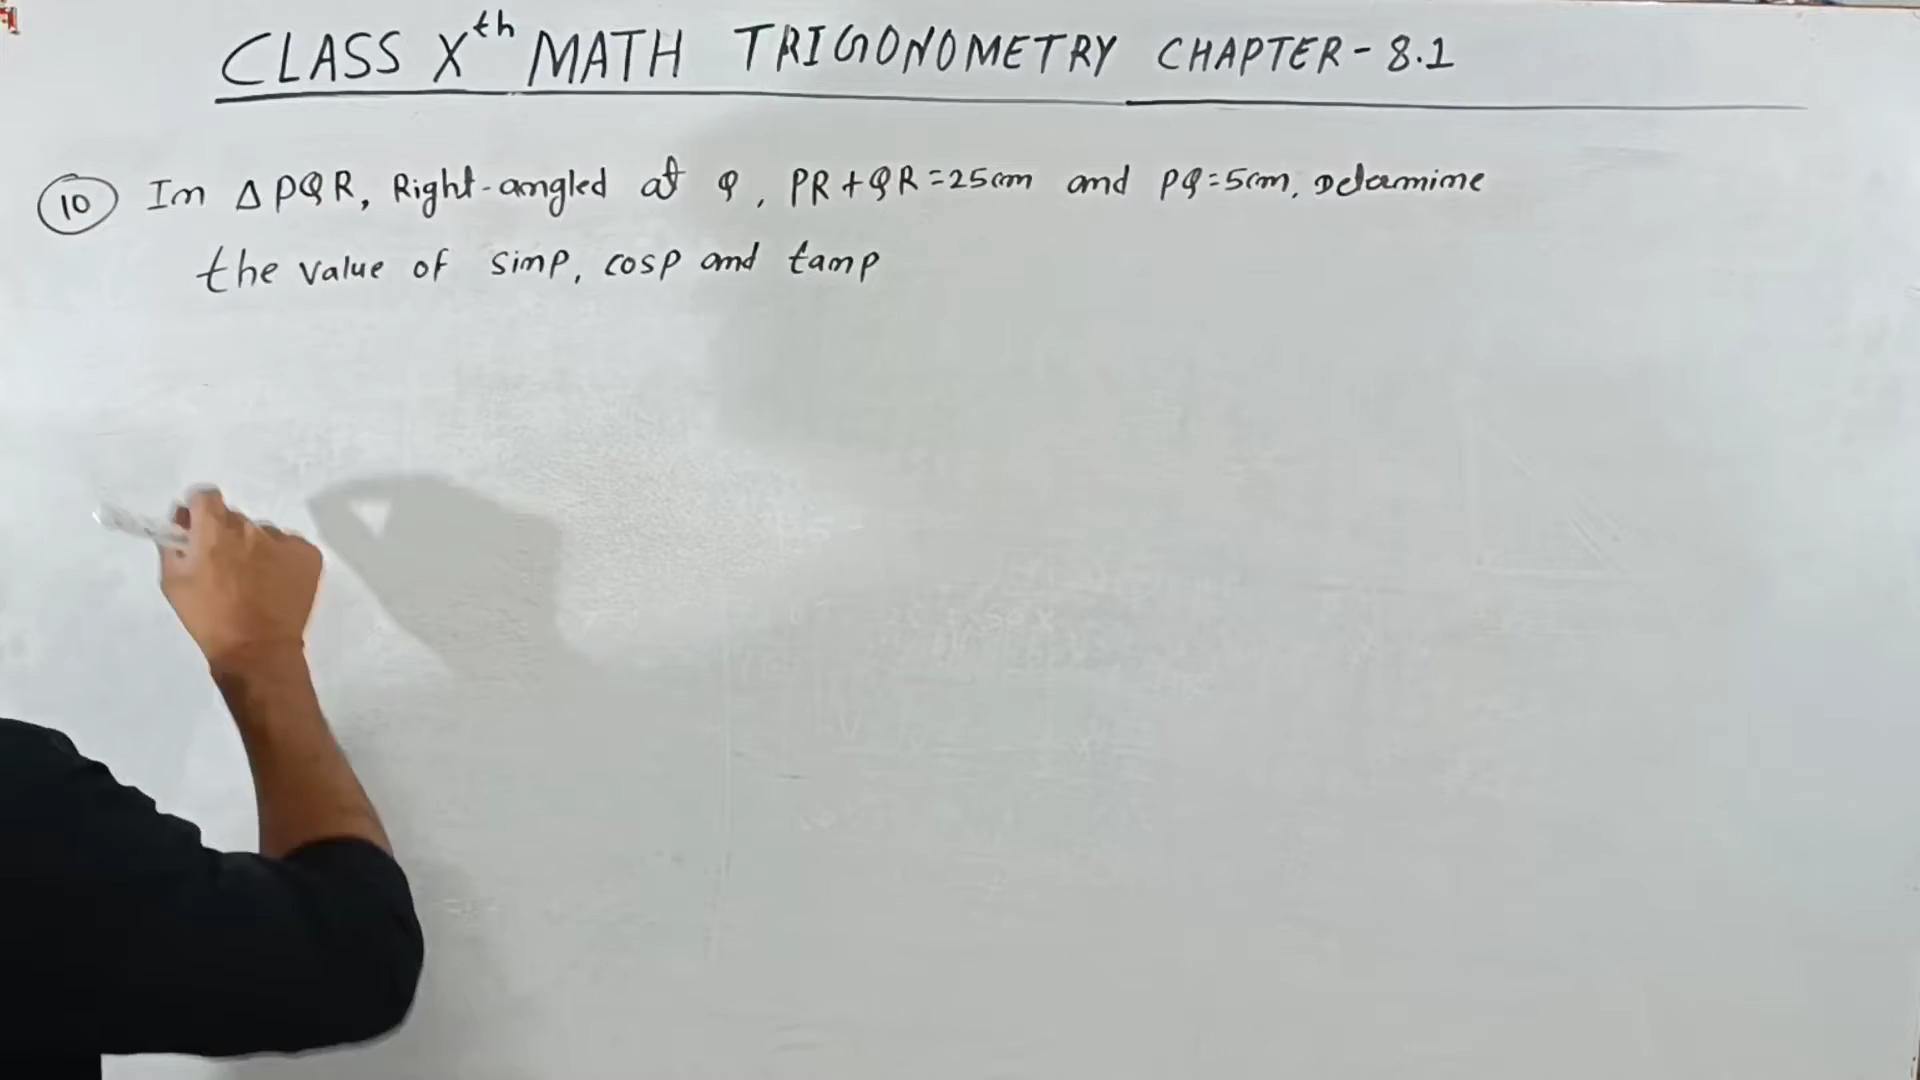 CLASS Xth MATH TRIGONOMETRY CHAPTER-8.1
10 In Δ PQR, Right-angled at Q, PR+QR=25cm and PQ=5cm, Determine
the value of sinp, cosp and tanp